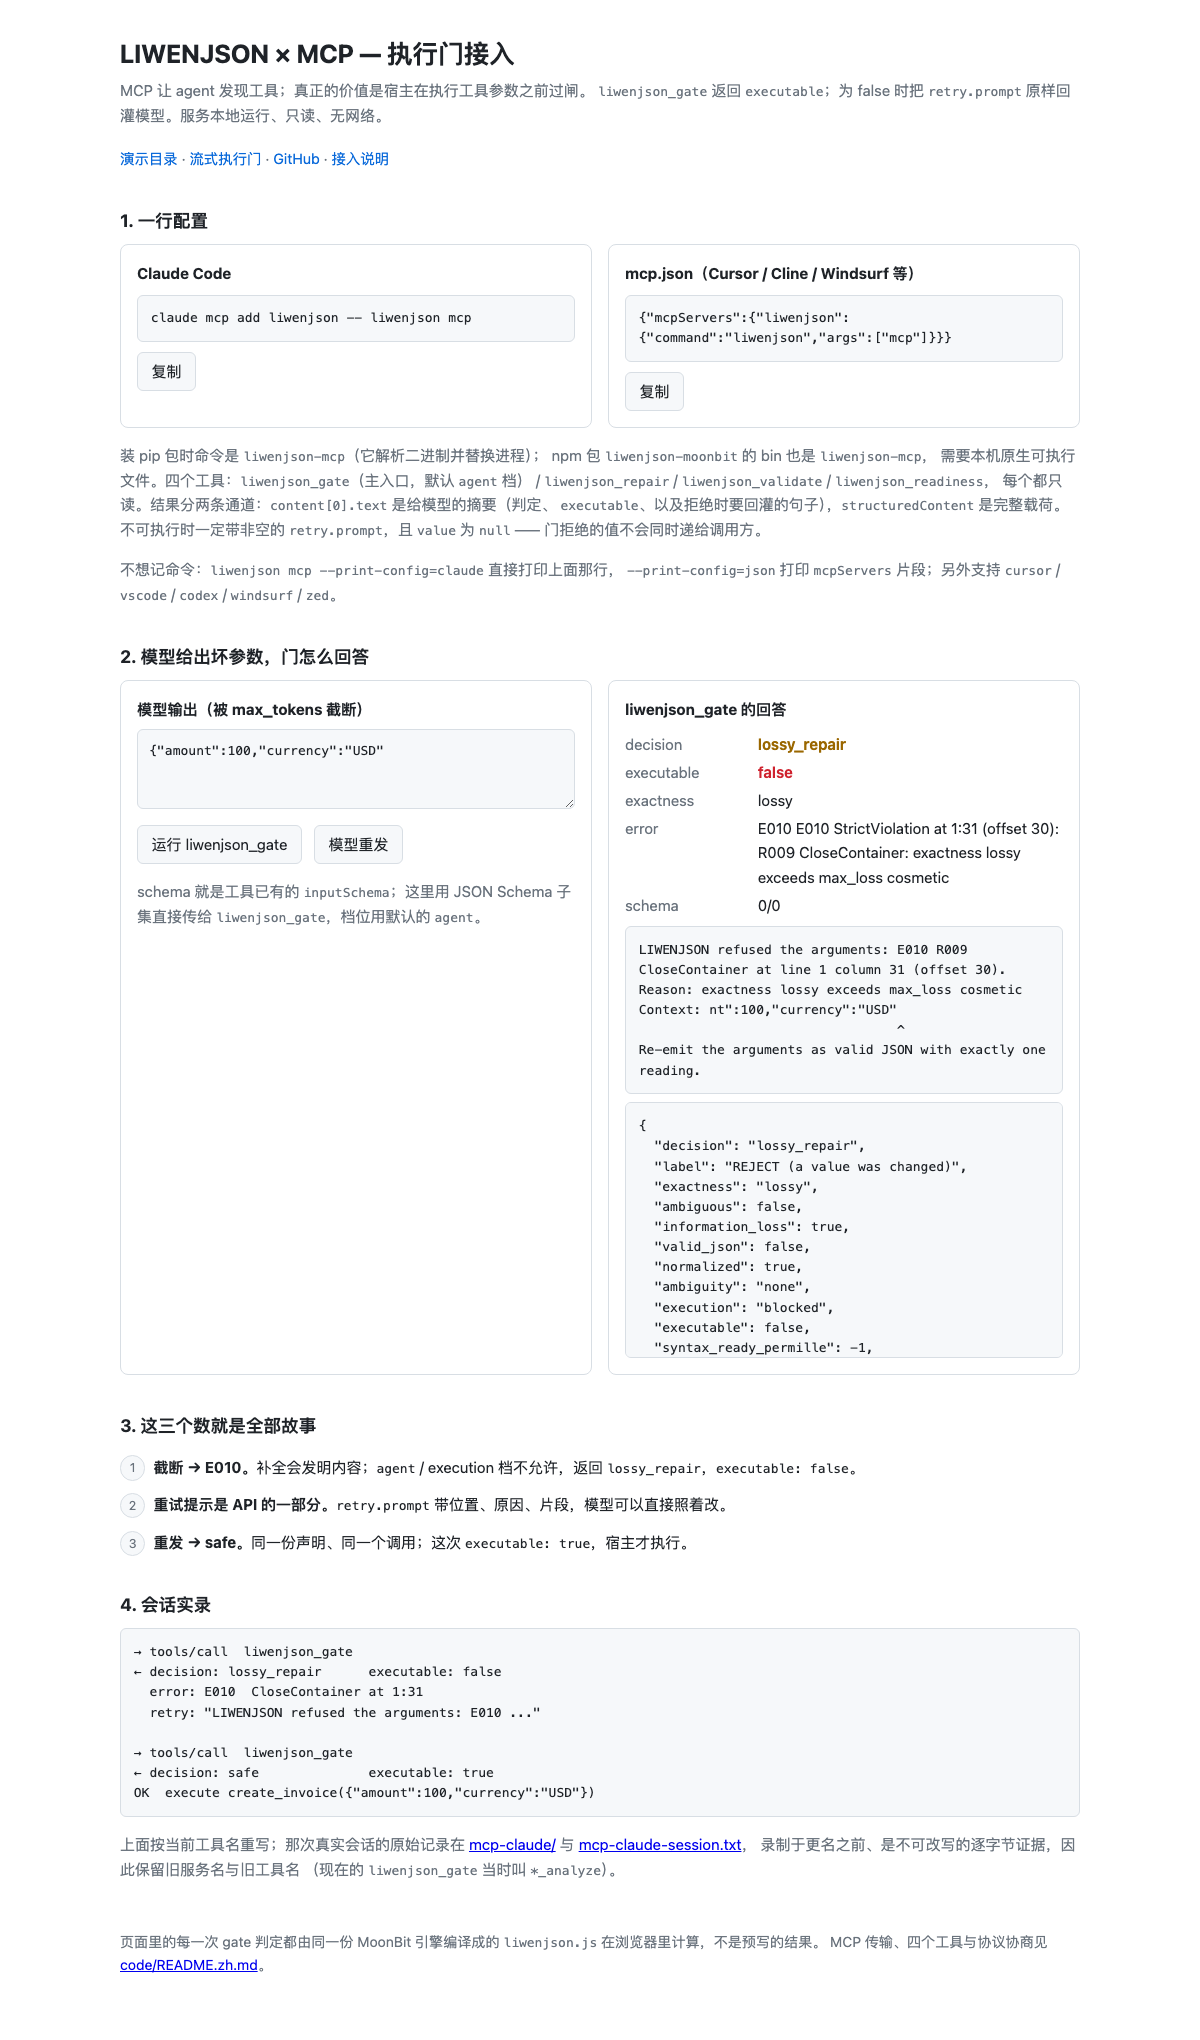 LIWENJSON × MCP — 执行门接入
MCP 让 agent 发现工具；真正的价值是宿主在执行工具参数之前过闸。 liwenjson_gate 返回 executable；为 false 时把 retry.prompt 原样回
灌模型。服务本地运行、只读、无网络。
演示目录 · 流式执行门 · GitHub · 接入说明
1. 一行配置
Claude Code
claude mcp add liwenjson -- liwenjson mcp
复制
mcp.json（Cursor / Cline / Windsurf 等）
{"mcpServers":{"liwenjson":
{"command":"liwenjson","args":["mcp"]}}}
复制
装 pip 包时命令是 liwenjson-mcp（它解析二进制并替换进程）； npm 包 liwenjson-moonbit 的 bin 也是 liwenjson-mcp， 需要本机原生可执行
文件。四个工具：liwenjson_gate（主入口，默认 agent 档） / liwenjson_repair / liwenjson_validate / liwenjson_readiness， 每个都只
读。结果分两条通道：content[0].text 是给模型的摘要（判定、 executable、以及拒绝时要回灌的句子），structuredContent 是完整载荷。
不可执行时一定带非空的 retry.prompt，且 value 为 null —— 门拒绝的值不会同时递给调用方。
不想记命令：liwenjson mcp --print-config=claude 直接打印上面那行， --print-config=json 打印 mcpServers 片段；另外支持 cursor /
vscode / codex / windsurf / zed。
2. 模型给出坏参数，门怎么回答
模型输出（被 max_tokens 截断）
{"amount":100,"currency":"USD"
运行 liwenjson_gate
模型重发
schema 就是工具已有的 inputSchema；这里用 JSON Schema 子
集直接传给 liwenjson_gate，档位用默认的 agent。
liwenjson_gate 的回答
decision lossy_repair
executable false
exactness lossy
error E010 E010 StrictViolation at 1:31 (offset 30):
R009 CloseContainer: exactness lossy
exceeds max_loss cosmetic
schema 0/0
LIWENJSON refused the arguments: E010 R009
CloseContainer at line 1 column 31 (offset 30).
Reason: exactness lossy exceeds max_loss cosmetic
Context: nt":100,"currency":"USD"
^
Re-emit the arguments as valid JSON with exactly one
reading.
{
"decision": "lossy_repair",
"label": "REJECT (a value was changed)",
"exactness": "lossy",
"ambiguous": false,
"information_loss": true,
"valid_json": false,
"normalized": true,
"ambiguity": "none",
"execution": "blocked",
"executable": false,
"syntax_ready_permille": -1,
3. 这三个数就是全部故事
1 截断 → E010。补全会发明内容；agent / execution 档不允许，返回 lossy_repair，executable: false。
2 重试提示是 API 的一部分。retry.prompt 带位置、原因、片段，模型可以直接照着改。
3 重发 → safe。同一份声明、同一个调用；这次 executable: true，宿主才执行。
4. 会话实录
→ tools/call liwenjson_gate
← decision: lossy_repair executable: false
error: E010 CloseContainer at 1:31
retry: "LIWENJSON refused the arguments: E010 ..."
→ tools/call liwenjson_gate
← decision: safe executable: true
OK execute create_invoice({"amount":100,"currency":"USD"})
上面按当前工具名重写；那次真实会话的原始记录在 mcp-claude/ 与 mcp-claude-session.txt， 录制于更名之前、是不可改写的逐字节证据，因
此保留旧服务名与旧工具名 （现在的 liwenjson_gate 当时叫 *_analyze）。
页面里的每一次 gate 判定都由同一份 MoonBit 引擎编译成的 liwenjson.js 在浏览器里计算，不是预写的结果。 MCP 传输、四个工具与协议协商见
code/README.zh.md。